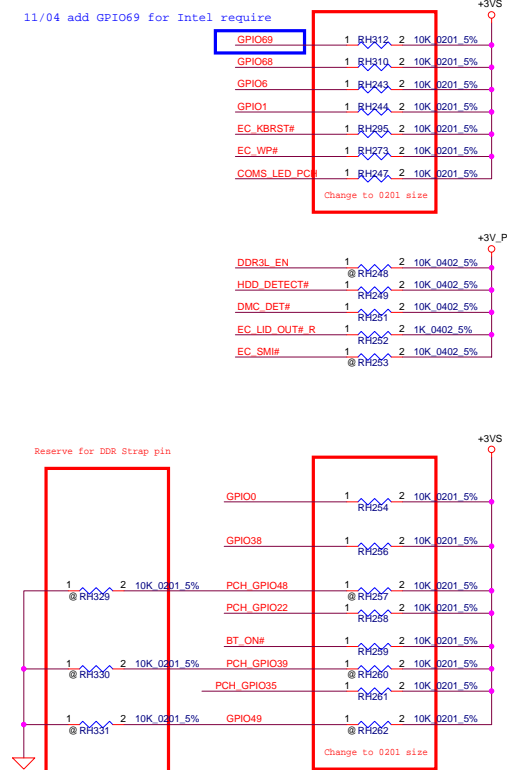 +3VS
11/04 add GPIO69 for Intel require
GPIO69 1 RH312 2 10K_0201_5%
GPIO68 1 RH310 2 10K_0201_5%
GPIO6 1 RH243 2 10K_0201_5%
GPIO1 1 RH244 2 10K_0201_5%
EC_KBRST# 1 RH295 2 10K_0201_5%
EC_WP# 1 RH273 2 10K_0201_5%
COMS_LED_PCH 1 RH247 2 10K_0201_5%
Change to 0201 size
+3V_P
DDR3L_EN 1 2 10K_0402_5%
@ RH248
HDD_DETECT# 1 2 10K_0402_5%
RH249
DMC_DET# 1 2 10K_0402_5%
RH251
EC_LID_OUT#_R 1 2 1K_0402_5%
RH252
EC_SMI# 1 2 10K_0402_5%
@ RH253
+3VS
Reserve for DDR Strap pin
GPIO0 1 2 10K_0201_5%
RH254
GPIO38 1 2 10K_0201_5%
RH256
1 2 10K_0201_5% PCH_GPIO48 1 2 10K_0201_5%
@ RH329 @ RH257
PCH_GPIO22 1 2 10K_0201_5%
RH258
BT_ON# 1 2 10K_0201_5%
RH259
1 2 10K_0201_5% PCH_GPIO39 1 2 10K_0201_5%
@ RH330 @ RH260
PCH_GPIO35 1 2 10K_0201_5%
RH261
1 2 10K_0201_5% GPIO49 1 2 10K_0201_5%
@ RH331 @ RH262
Change to 0201 size